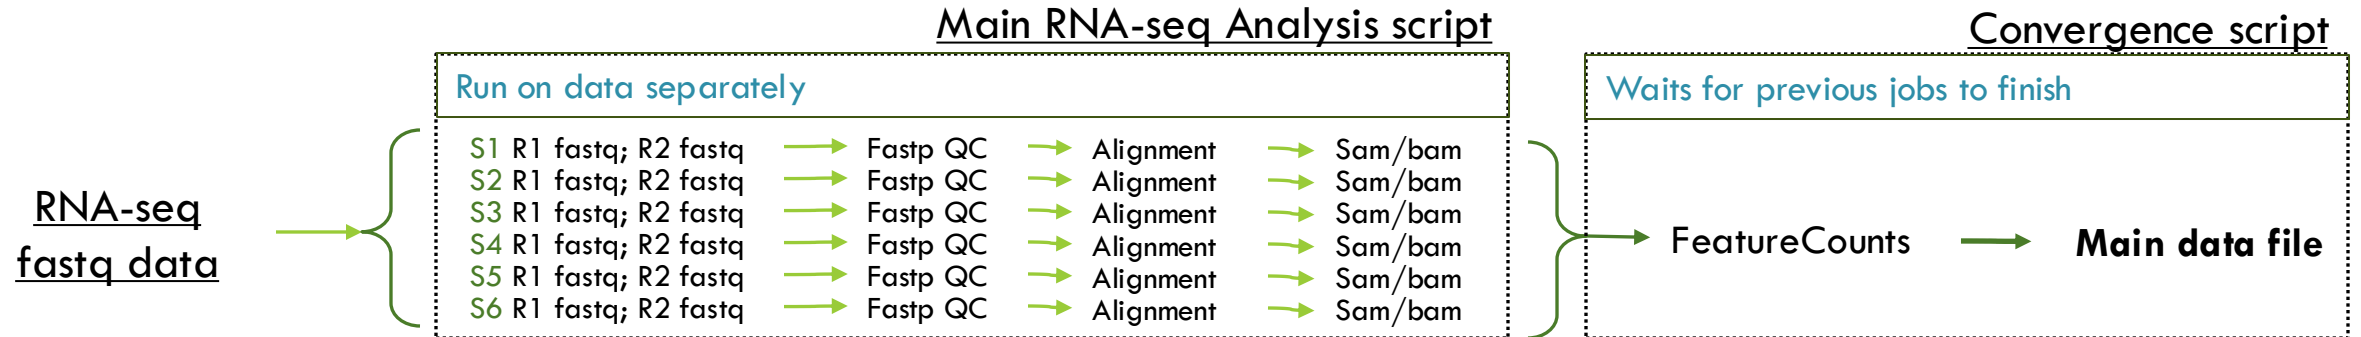 Main RNA-seq Analysis script
Convergence script
Run on data separately
Waits for previous jobs to finish
RNA-seq
fastq data
S1 R1 fastq; R2 fastq Fastp QC Alignment Sam/bam
S2 R1 fastq; R2 fastq Fastp QC Alignment Sam/bam
S3 R1 fastq; R2 fastq Fastp QC Alignment Sam/bam
S4 R1 fastq; R2 fastq Fastp QC Alignment Sam/bam
S5 R1 fastq; R2 fastq Fastp QC Alignment Sam/bam
S6 R1 fastq; R2 fastq Fastp QC Alignment Sam/bam
FeatureCounts
Main data file